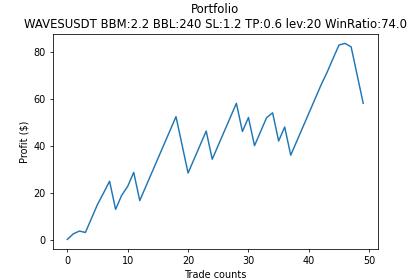 Portfolio
WAVESUSDT BBM:2.2 BBL:240 SL:1.2 TP:0.6 lev:20 WinRatio:74.0
Profit ($)
80
60
40
20
0
0 10 20 30 40 50
Trade counts